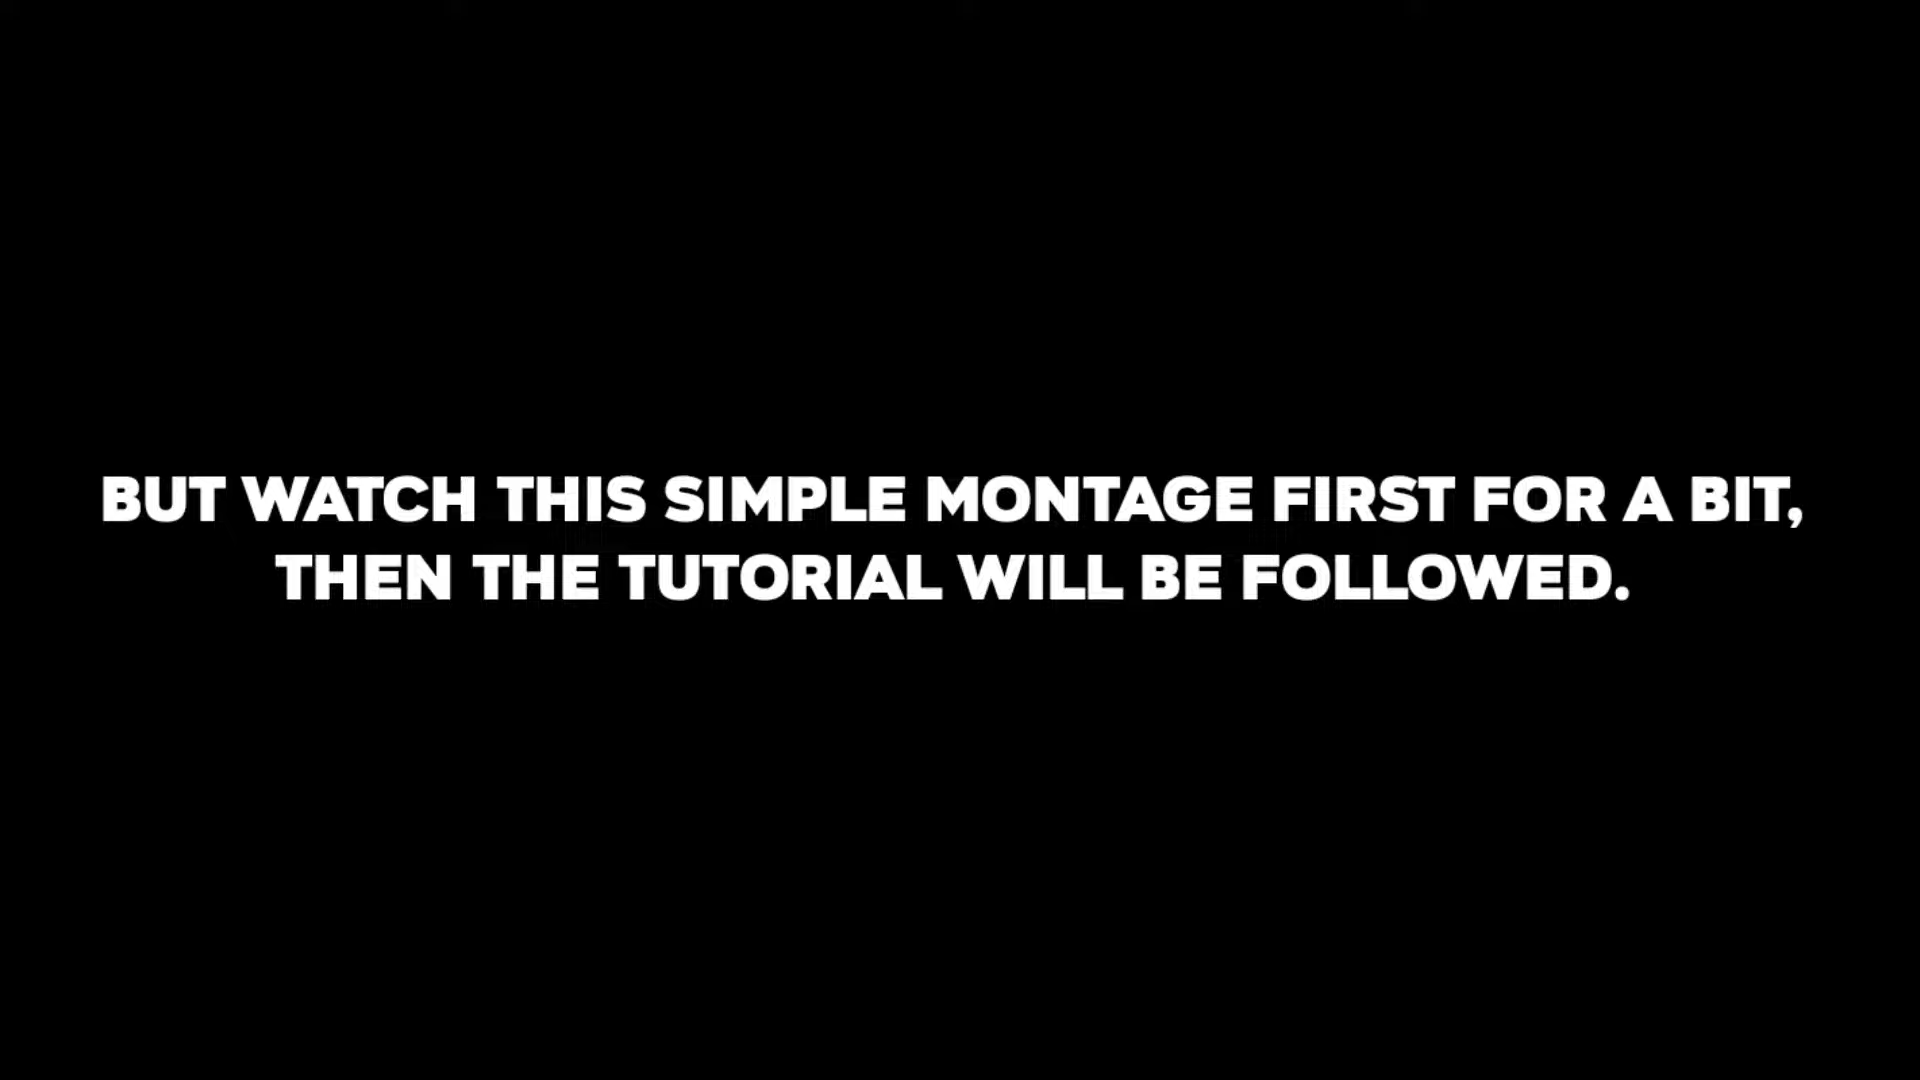 BUT WATCH THIS SIMPLE MONTAGE FIRST FOR A BIT,
THEN THE TUTORIAL WILL BE FOLLOWED.